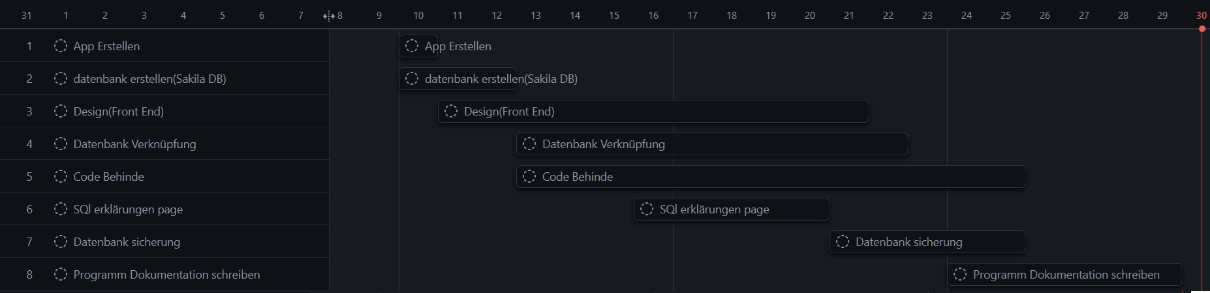 31 1 2 3 4 5 6 7 8 9 10 11 12 13 14 15 16 17 18 19 20 21 22 23 24 25 26 27 28 29 30
1 App Erstellen App Erstellen
2 datenbank erstellen(Sakila DB) datenbank erstellen(Sakila DB)
3 Design(Front End) Design(Front End)
4 Datenbank Verknüpfung Datenbank Verknüpfung
5 Code Behinde Code Behinde
6 SQl erklärungen page SQl erklärungen page
7 Datenbank sicherung Datenbank sicherung
8 Programm Dokumentation schreiben Programm Dokumentation schreiben